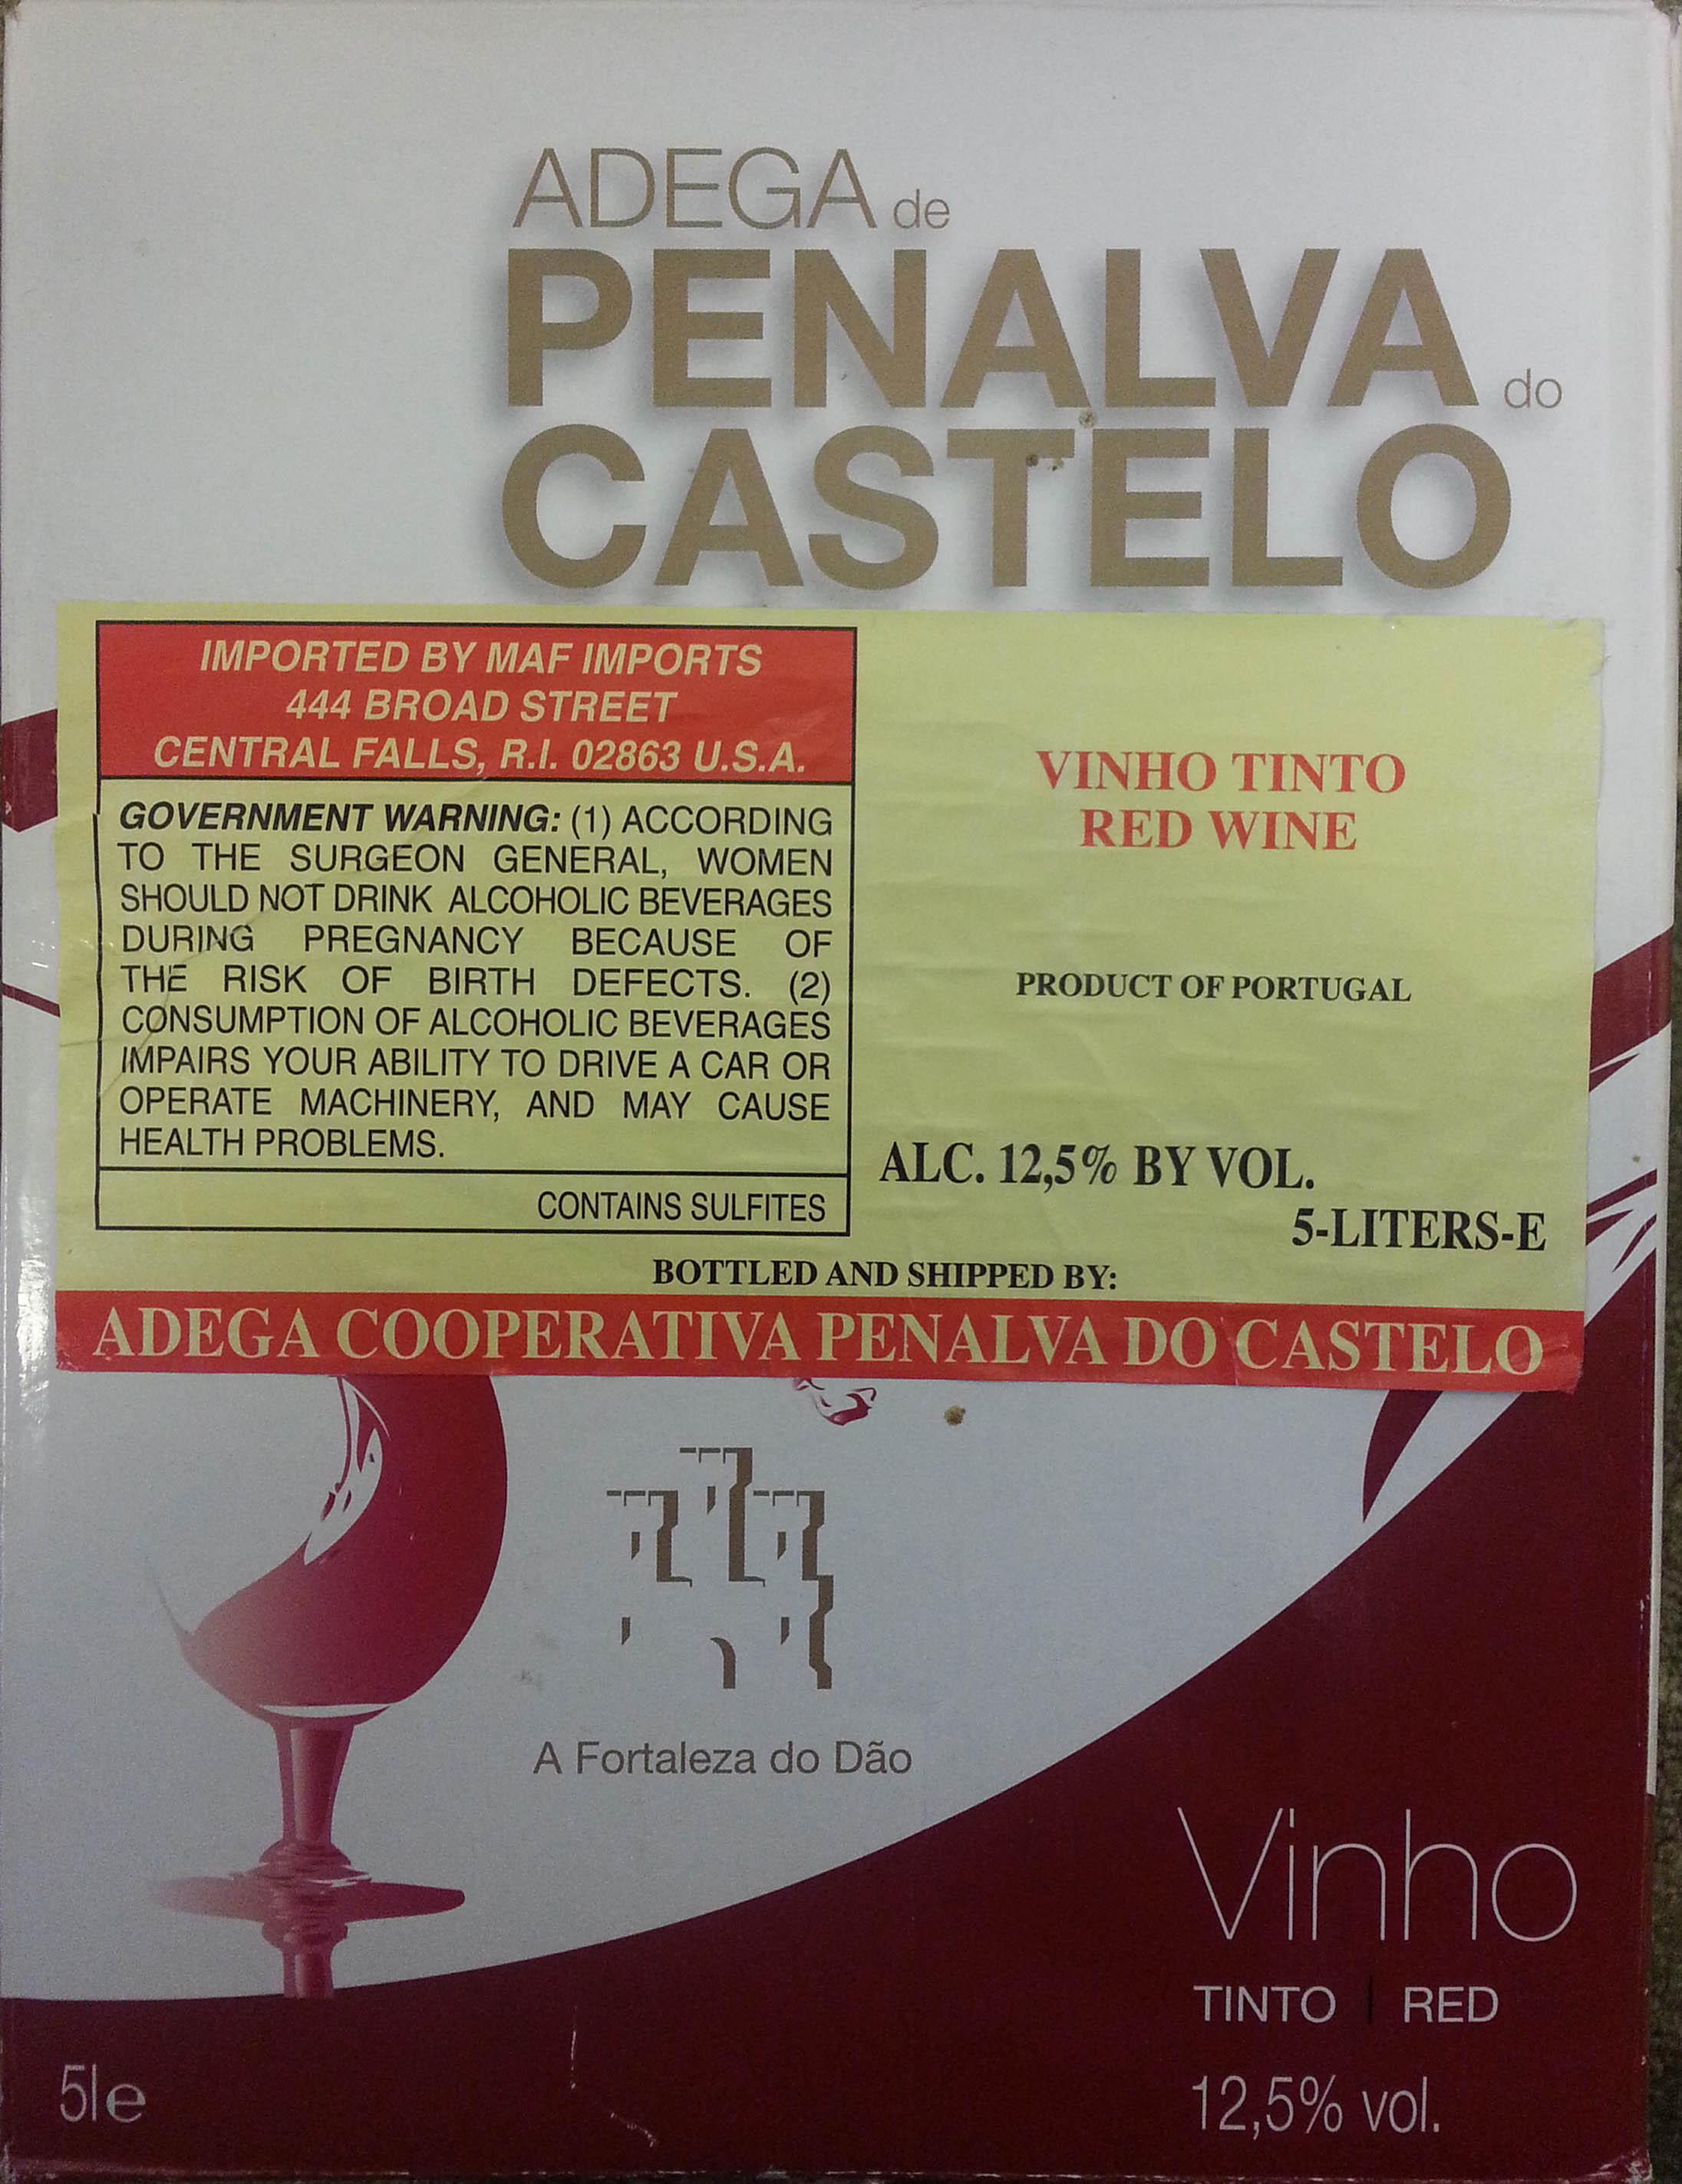 ADEGA de
PENALVA do
CASTELO
IMPORTED BY MAF IMPORTS
444 BROAD STREET
CENTRAL FALLS, R.I. 02863 U.S.A.
GOVERNMENT WARNING: (1) ACCORDING
TO THE SURGEON GENERAL, WOMEN
SHOULD NOT DRINK ALCOHOLIC BEVERAGES
DURING PREGNANCY BECAUSE OF
THE RISK OF BIRTH DEFECTS. (2)
CONSUMPTION OF ALCOHOLIC BEVERAGES
IMPAIRS YOUR ABILITY TO DRIVE A CAR OR
OPERATE MACHINERY, AND MAY CAUSE
HEALTH PROBLEMS.
CONTAINS SULFITES
VINHO TINTO
RED WINE
PRODUCT OF PORTUGAL
ALC. 12,5% BY VOL.
5-LITERS-E
BOTTLED AND SHIPPED BY:
ADEGA COOPERATIVA PENALVA DO CASTELO
A Fortaleza do Dão
Vinho
TINTO | RED
12,5% vol.
5l e